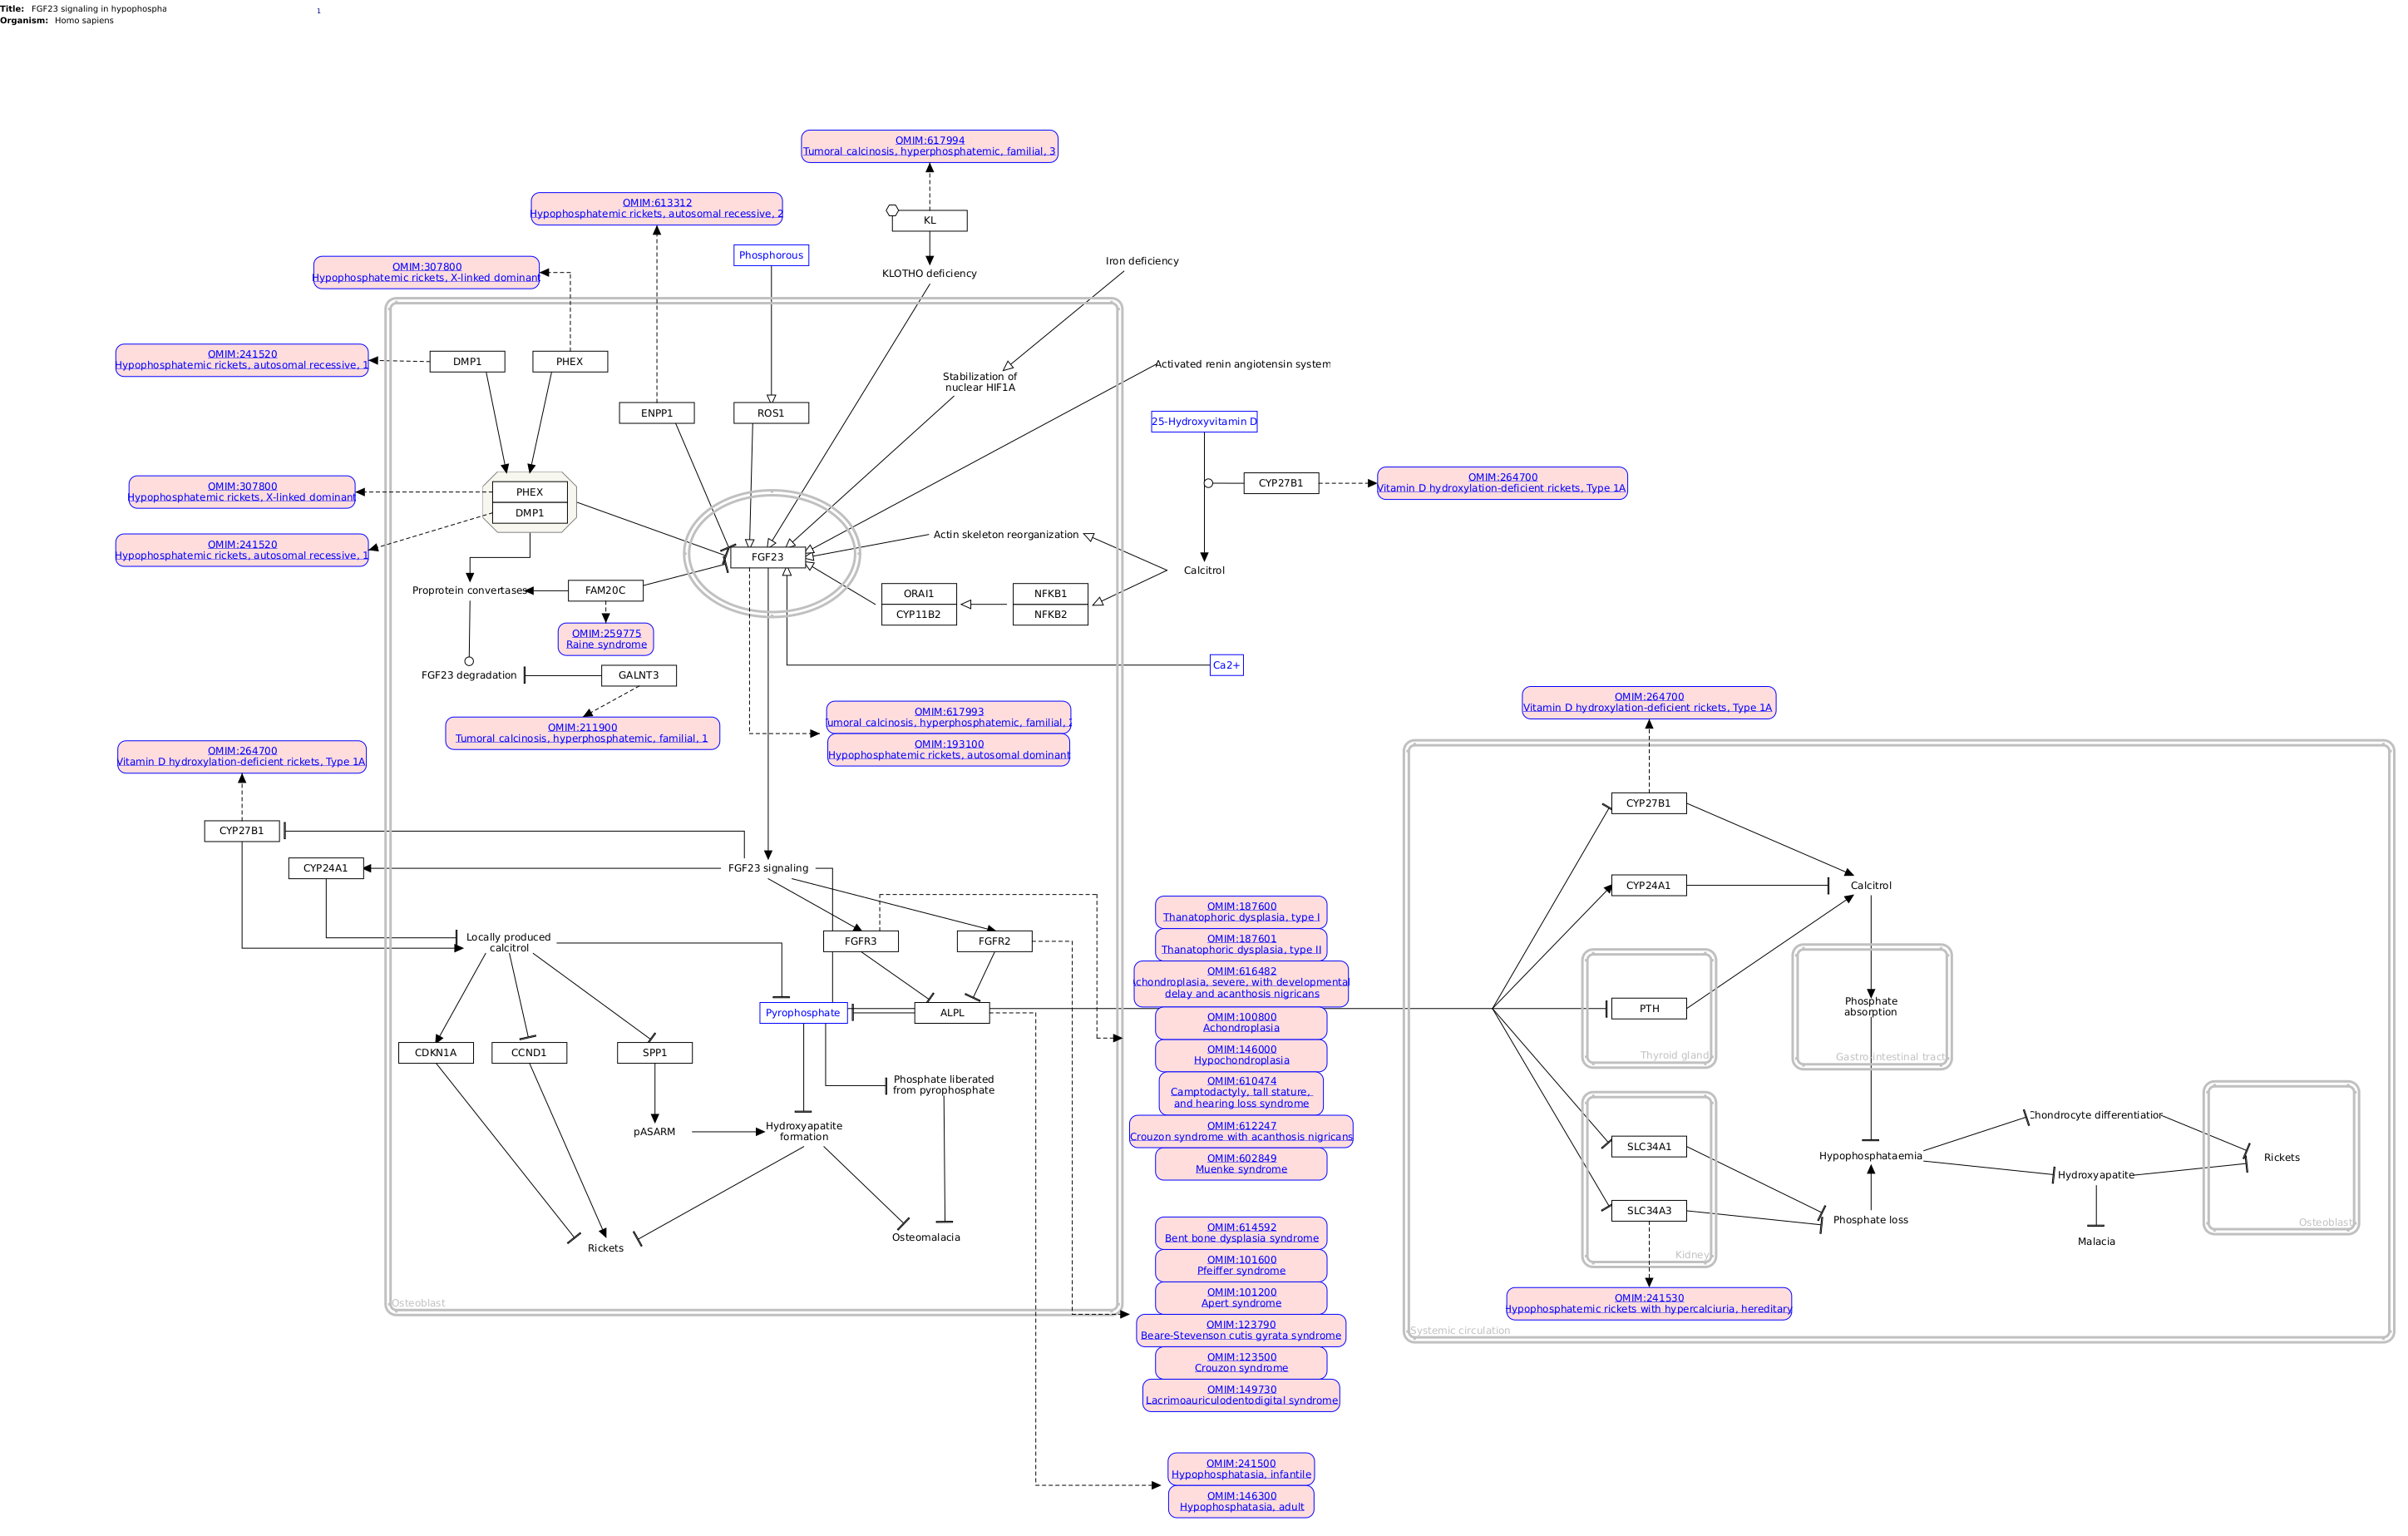 Title: FGF23 signaling in hypophospha
1
Organism: Homo sapiens
OMIM:617994
Tumoral calcinosis, hyperphosphatemic, familial, 3
OMIM:613312
Hypophosphatemic rickets, autosomal recessive, 2
KL
Phosphorous
OMIM:307800
Hypophosphatemic rickets, X-linked dominant
KLOTHO deficiency
Iron deficiency
OMIM:241520
Hypophosphatemic rickets, autosomal recessive, 1
DMP1
PHEX
Activated renin angiotensin system
Stabilization of
nuclear HIF1A
ENPP1
ROS1
25-Hydroxyvitamin D
OMIM:307800
Hypophosphatemic rickets, X-linked dominant
PHEX
DMP1
CYP27B1
OMIM:264700
Vitamin D hydroxylation-deficient rickets, Type 1A
OMIM:241520
Hypophosphatemic rickets, autosomal recessive, 1
FGF23
Actin skeleton reorganization
Calcitrol
Proprotein convertases
FAM20C
ORAI1
CYP11B2
NFKB1
NFKB2
OMIM:259775
Raine syndrome
FGF23 degradation
GALNT3
Ca2+
OMIM:211900
Tumoral calcinosis, hyperphosphatemic, familial, 1
OMIM:617993
Tumoral calcinosis, hyperphosphatemic, familial, 2
OMIM:193100
Hypophosphatemic rickets, autosomal dominant
OMIM:264700
Vitamin D hydroxylation-deficient rickets, Type 1A
OMIM:264700
Vitamin D hydroxylation-deficient rickets, Type 1A
CYP27B1
CYP24A1
FGF23 signaling
CYP27B1
CYP24A1
Calcitrol
Locally produced
calcitrol
FGFR3
FGFR2
OMIM:187600
Thanatophoric dysplasia, type I
OMIM:187601
Thanatophoric dysplasia, type II
OMIM:616482
Achondroplasia, severe, with developmental
delay and acanthosis nigricans
OMIM:100800
Achondroplasia
OMIM:146000
Hypochondroplasia
OMIM:610474
Camptodactyly, tall stature,
and hearing loss syndrome
OMIM:612247
Crouzon syndrome with acanthosis nigricans
OMIM:602849
Muenke syndrome
Pyrophosphate
ALPL
PTH
Thyroid gland
Phosphate
absorption
Gastro-intestinal tract
CDKN1A
CCND1
SPP1
Phosphate liberated
from pyrophosphate
pASARM
Hydroxyapatite
formation
SLC34A1
SLC34A3
Kidney
Hypophosphataemia
Phosphate loss
Chondrocyte differentiation
Hydroxyapatite
Rickets
Osteoblast
Malacia
Rickets
Osteomalacia
Osteoblast
OMIM:614592
Bent bone dysplasia syndrome
OMIM:101600
Pfeiffer syndrome
OMIM:101200
Apert syndrome
OMIM:123790
Beare-Stevenson cutis gyrata syndrome
OMIM:123500
Crouzon syndrome
OMIM:149730
Lacrimoauriculodentodigital syndrome
OMIM:241530
Hypophosphatemic rickets with hypercalciuria, hereditary
Systemic circulation
OMIM:241500
Hypophosphatasia, infantile
OMIM:146300
Hypophosphatasia, adult